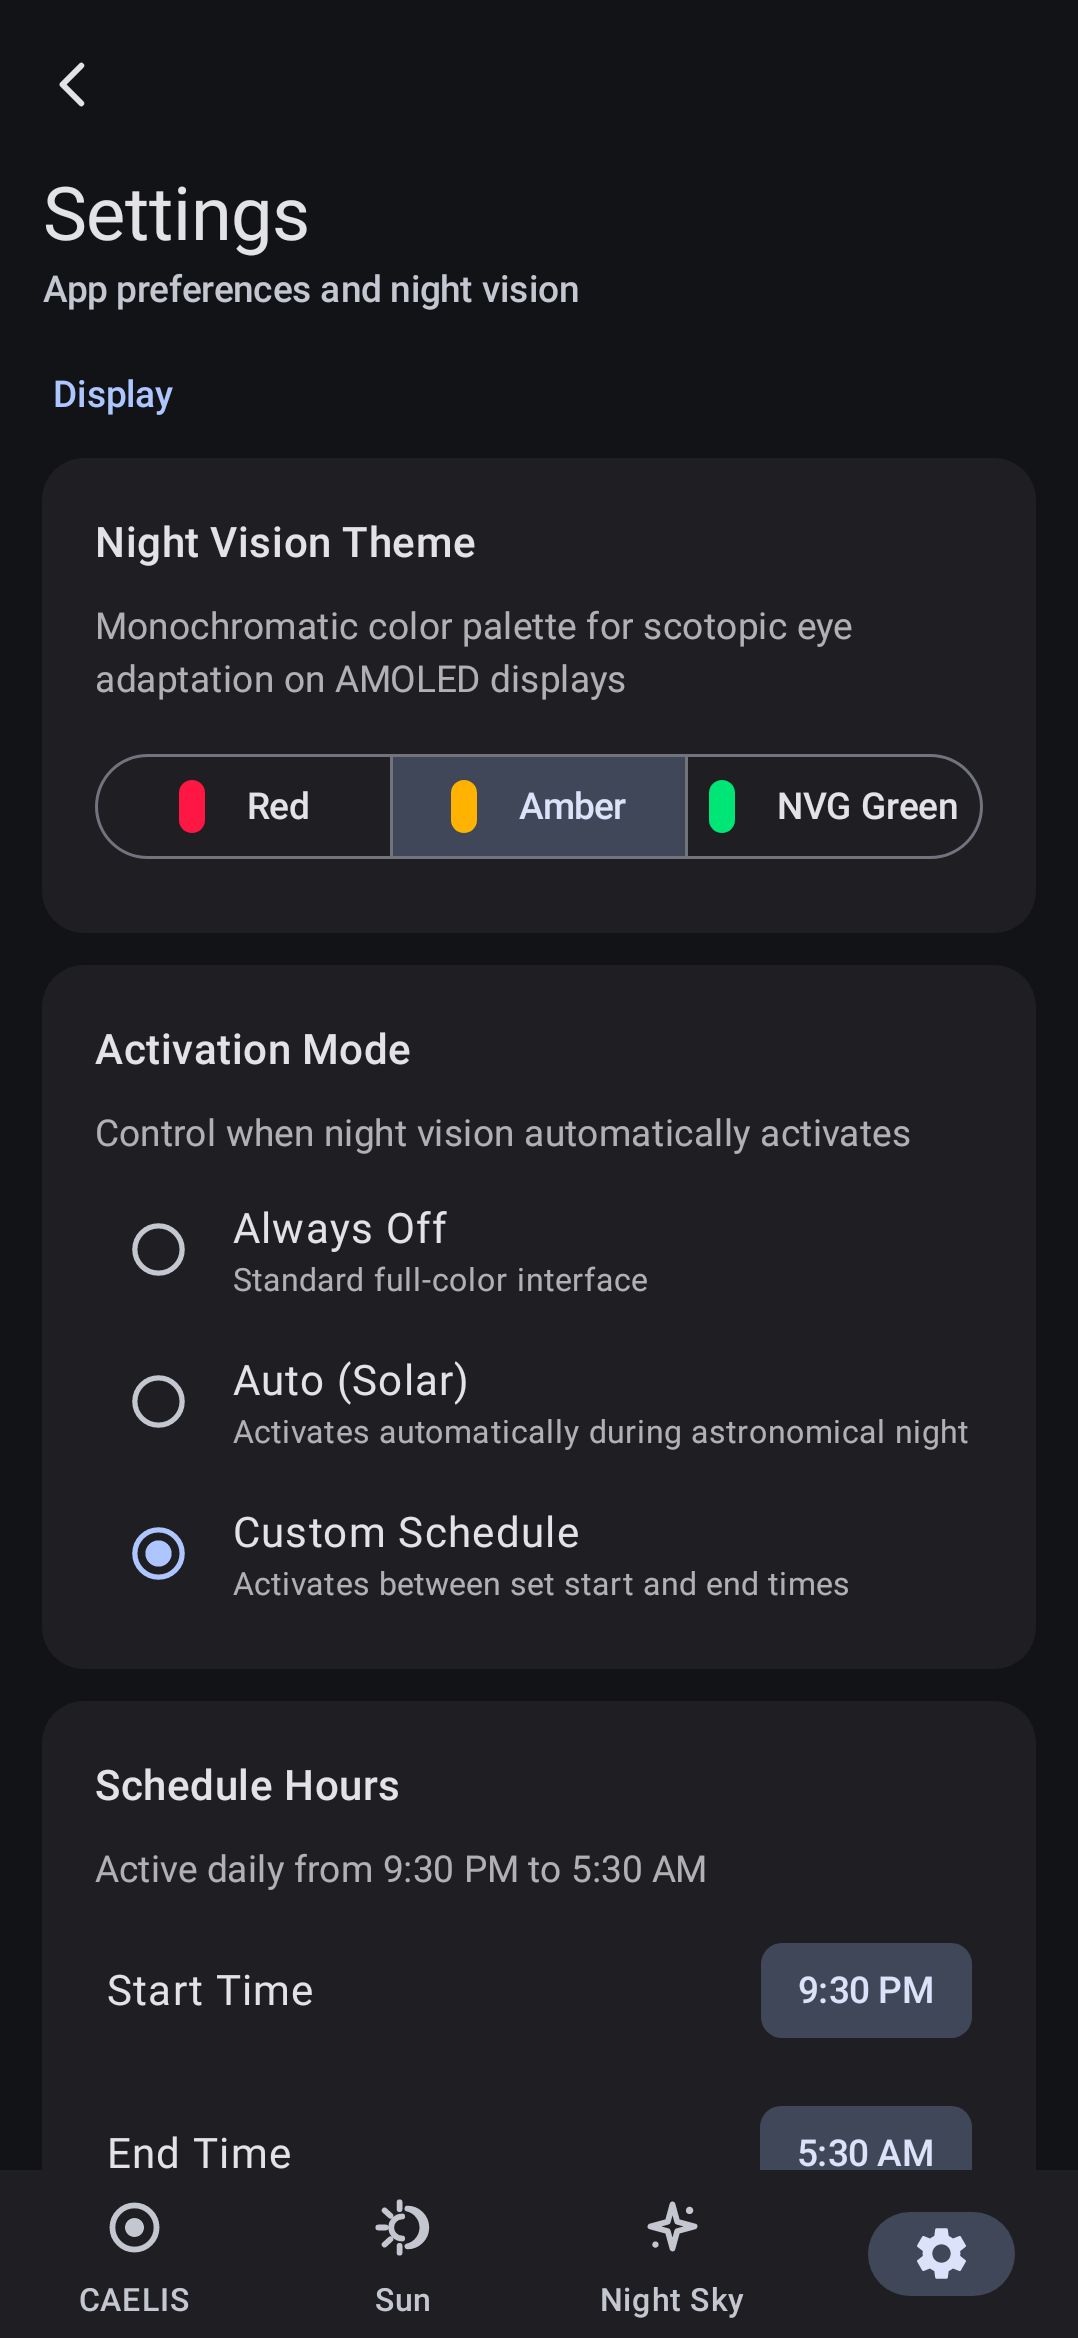 Settings
App preferences and night vision
Display
Night Vision Theme
Monochromatic color palette for scotopic eye
adaptation on AMOLED displays
Red
Amber
NVG Green
Activation Mode
Control when night vision automatically activates
Always Off
Standard full-color interface
Auto (Solar)
Activates automatically during astronomical night
Custom Schedule
Activates between set start and end times
Schedule Hours
Active daily from 9:30 PM to 5:30 AM
Start Time
9:30 PM
End Time
5:30 AM
CAELIS
Sun
Night Sky